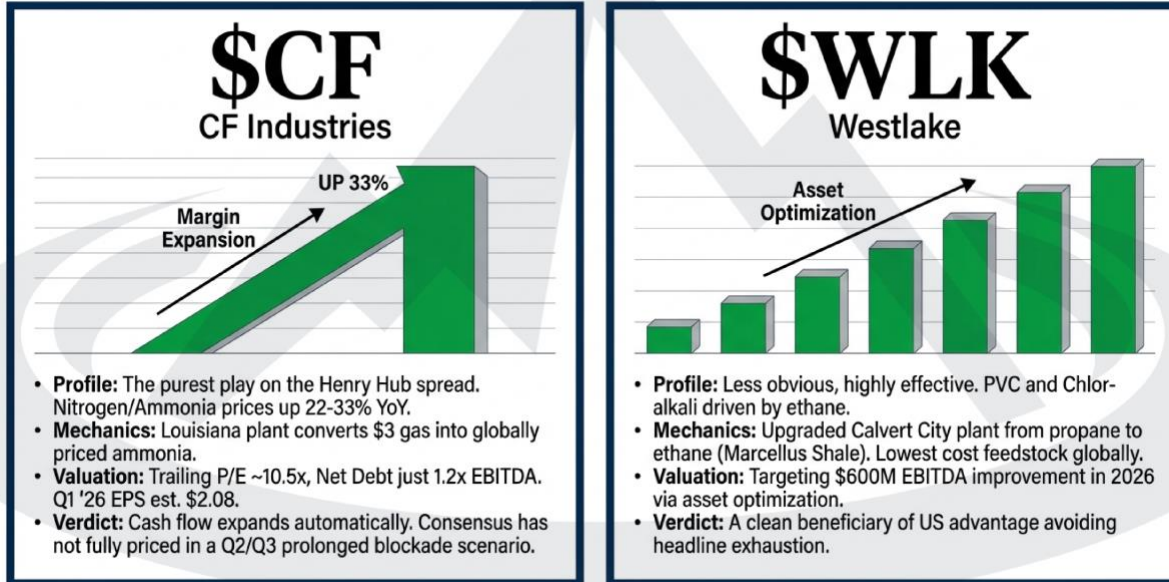 $CF
CF Industries
UP 33%
Margin
Expansion
• Profile: The purest play on the Henry Hub spread.
Nitrogen/Ammonia prices up 22-33% YoY.
• Mechanics: Louisiana plant converts $3 gas into globally
priced ammonia.
• Valuation: Trailing P/E ~10.5x, Net Debt just 1.2x EBITDA.
Q1 '26 EPS est. $2.08.
• Verdict: Cash flow expands automatically. Consensus has
not fully priced in a Q2/Q3 prolonged blockade scenario.
$WLK
Westlake
Asset
Optimization
• Profile: Less obvious, highly effective. PVC and Chlor-
alkali driven by ethane.
• Mechanics: Upgraded Calvert City plant from propane to
ethane (Marcellus Shale). Lowest cost feedstock globally.
• Valuation: Targeting $600M EBITDA improvement in 2026
via asset optimization.
• Verdict: A clean beneficiary of US advantage avoiding
headline exhaustion.